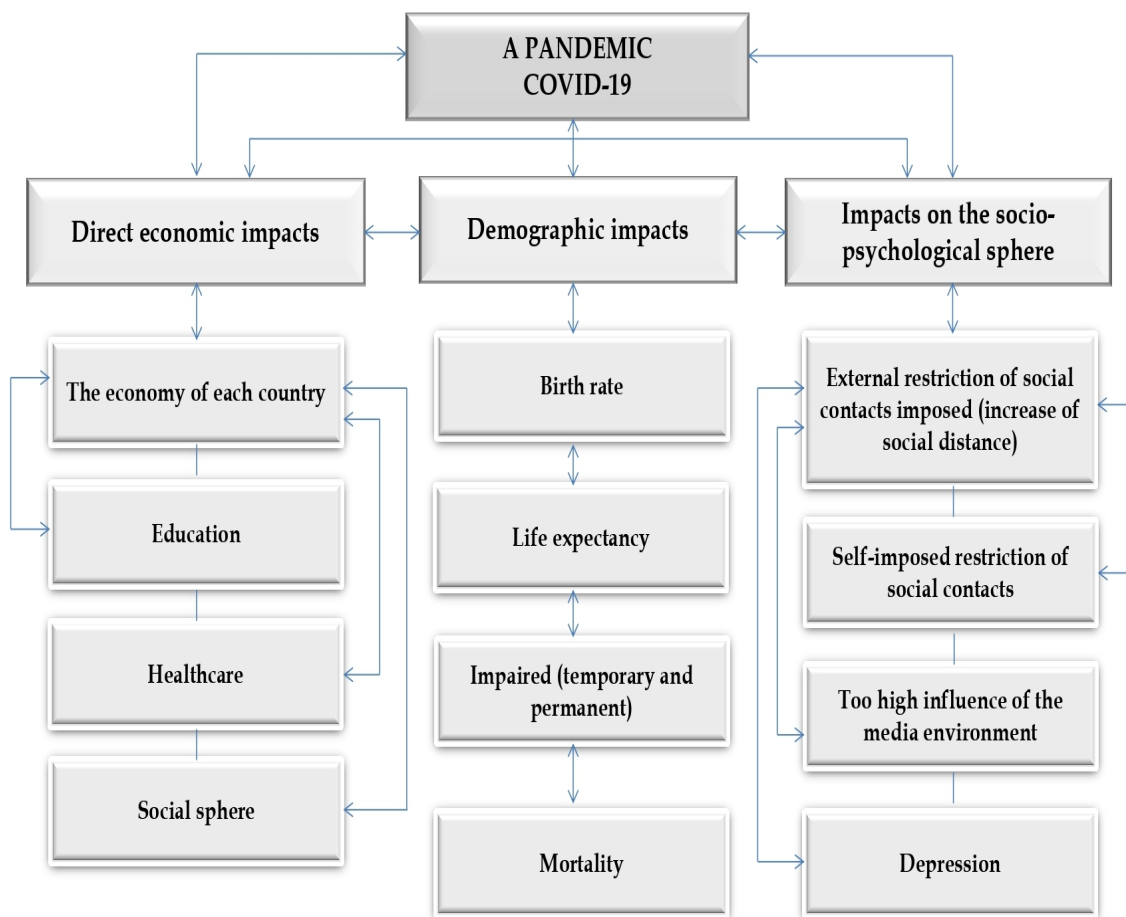 A PANDEMIC
COVID-19
Direct economic impacts
Demographic impacts
Impacts on the socio-
psychological sphere
The economy of each country
Education
Healthcare
Social sphere
Birth rate
Life expectancy
Impaired (temporary and
permanent)
Mortality
External restriction of social
contacts imposed (increase of
social distance)
Self-imposed restriction of
social contacts
Too high influence of the
media environment
Depression